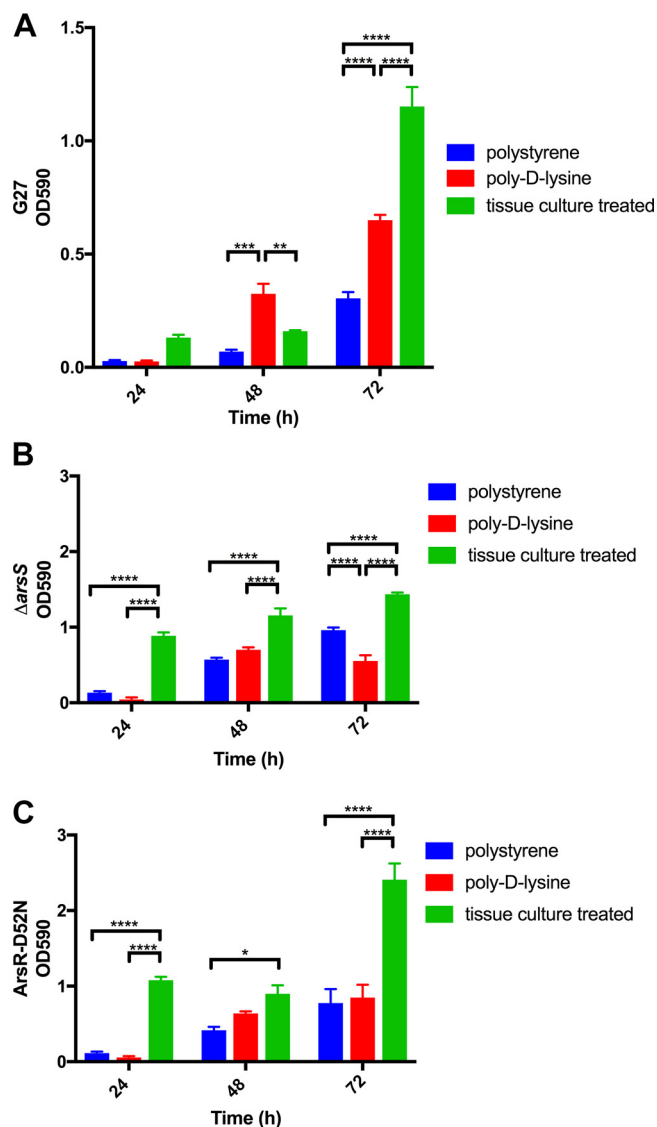 A
1.5
1.0
0.5
0.0
G27
OD590
****
**** ****
*** **
24
48
72
Time (h)
polystyrene
poly-D-lysine
tissue culture treated
B
3
2
1
0
ΔarsS
OD590
****
****
****
****
****
**** ****
24
48
72
Time (h)
polystyrene
poly-D-lysine
tissue culture treated
C
3
2
1
0
ArsR-D52N
OD590
****
****
*
****
****
24
48
72
Time (h)
polystyrene
poly-D-lysine
tissue culture treated